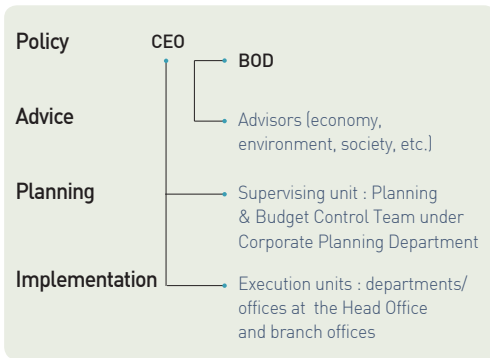 Policy
CEO
BOD
Advice
Advisors (economy,
environment, society, etc.)
Planning
Supervising unit : Planning
& Budget Control Team under
Corporate Planning Department
Implementation
Execution units : departments/
offices at the Head Office
and branch offices